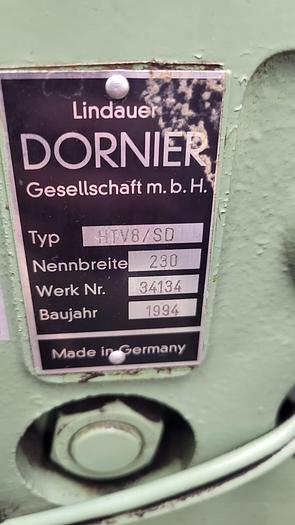 Lindauer
DORNIER
Gesellschaft m. b. H.
Typ HTV8/SD
Nennbreite 230
Werk Nr. 34134
Baujahr 1994
Made in Germany